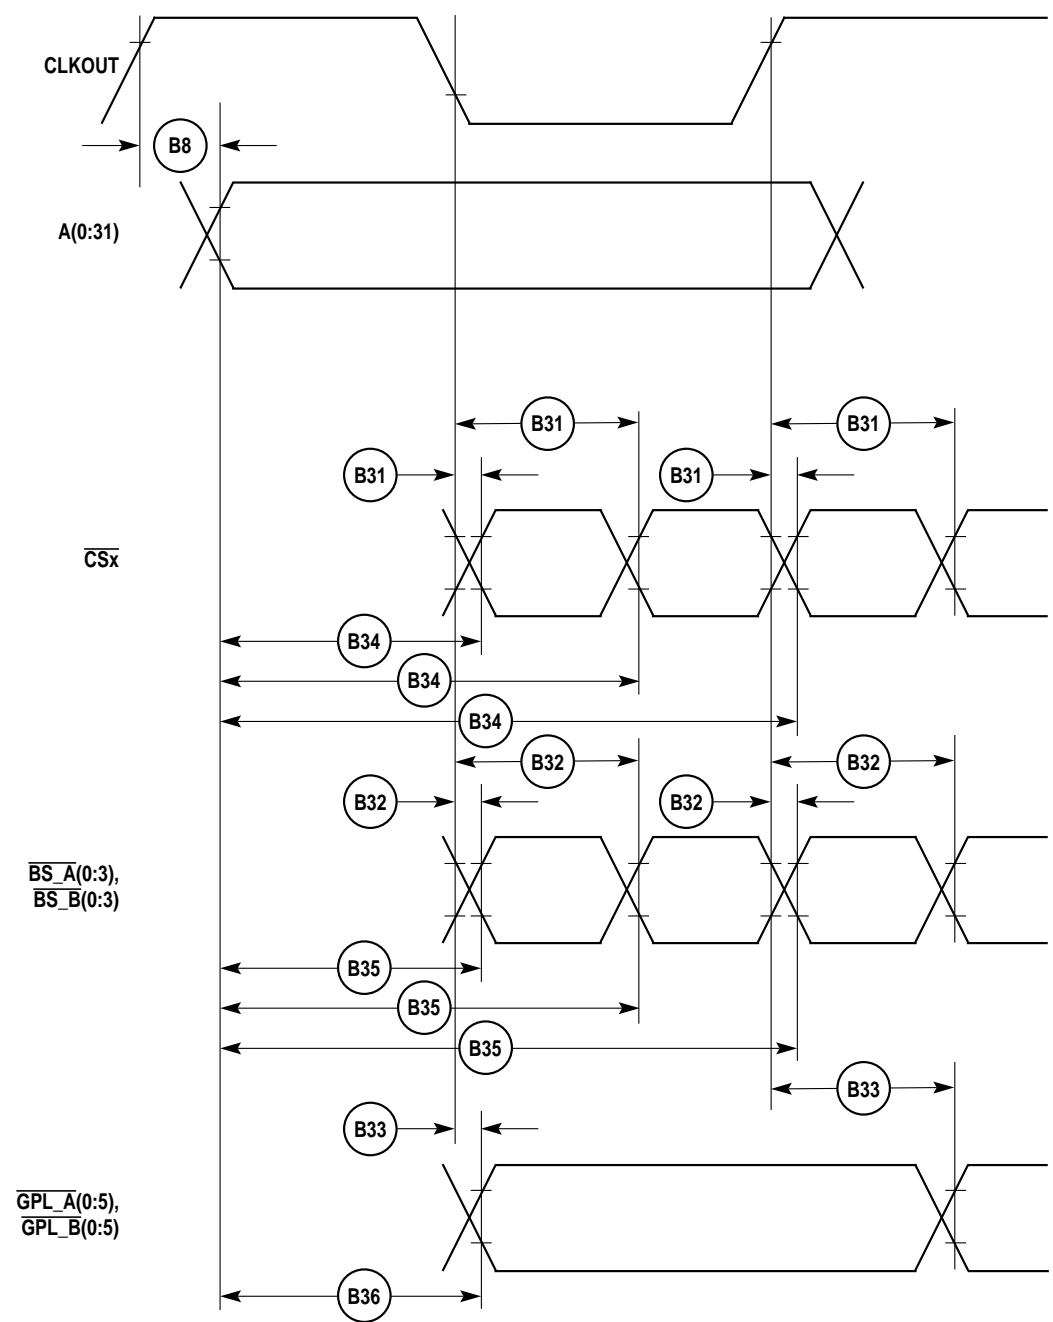 CLKOUT
B8
A(0:31)
B31 B31
B31 B31
CSx
B34
B34
B34
B32 B32
B32 B32
BS_A(0:3),
BS_B(0:3)
B35
B35
B35
B33
B33
GPL_A(0:5),
GPL_B(0:5)
B36